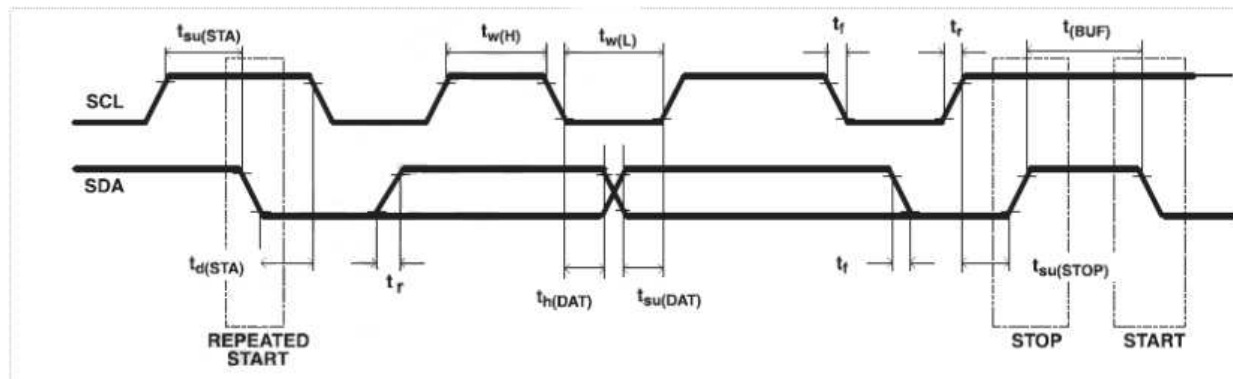 tsu(STA)
tw(H)
tw(L)
tf
tr
t(BUF)
SCL
SDA
td(STA)
tr
th(DAT)
tsu(DAT)
tf
tsu(STOP)
REPEATED
START
STOP
START